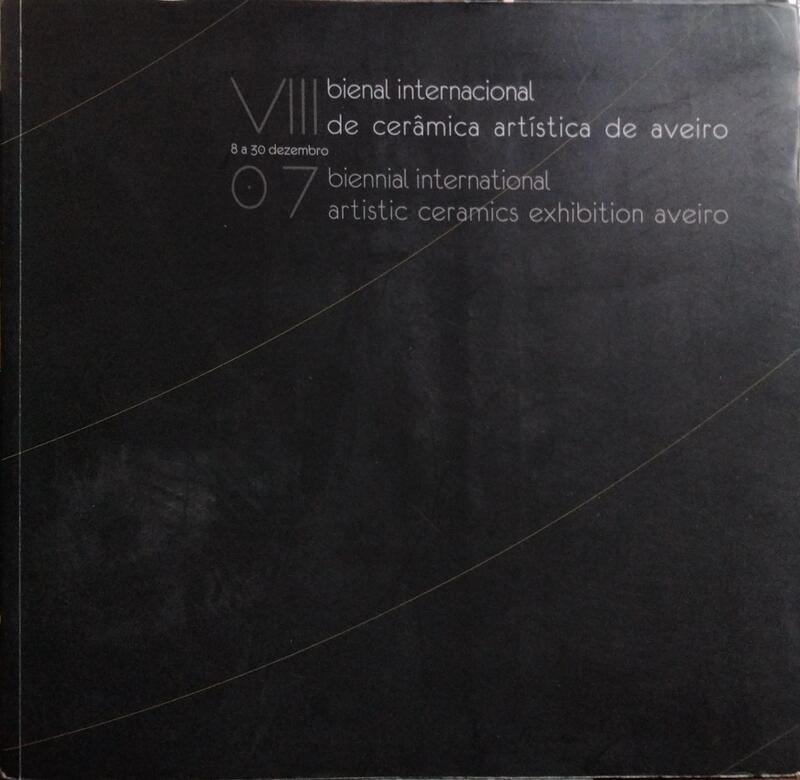 VIII bienal internacional
de cerâmica artística de aveiro
8 a 30 dezembro
07 biennial international
artistic ceramics exhibition aveiro